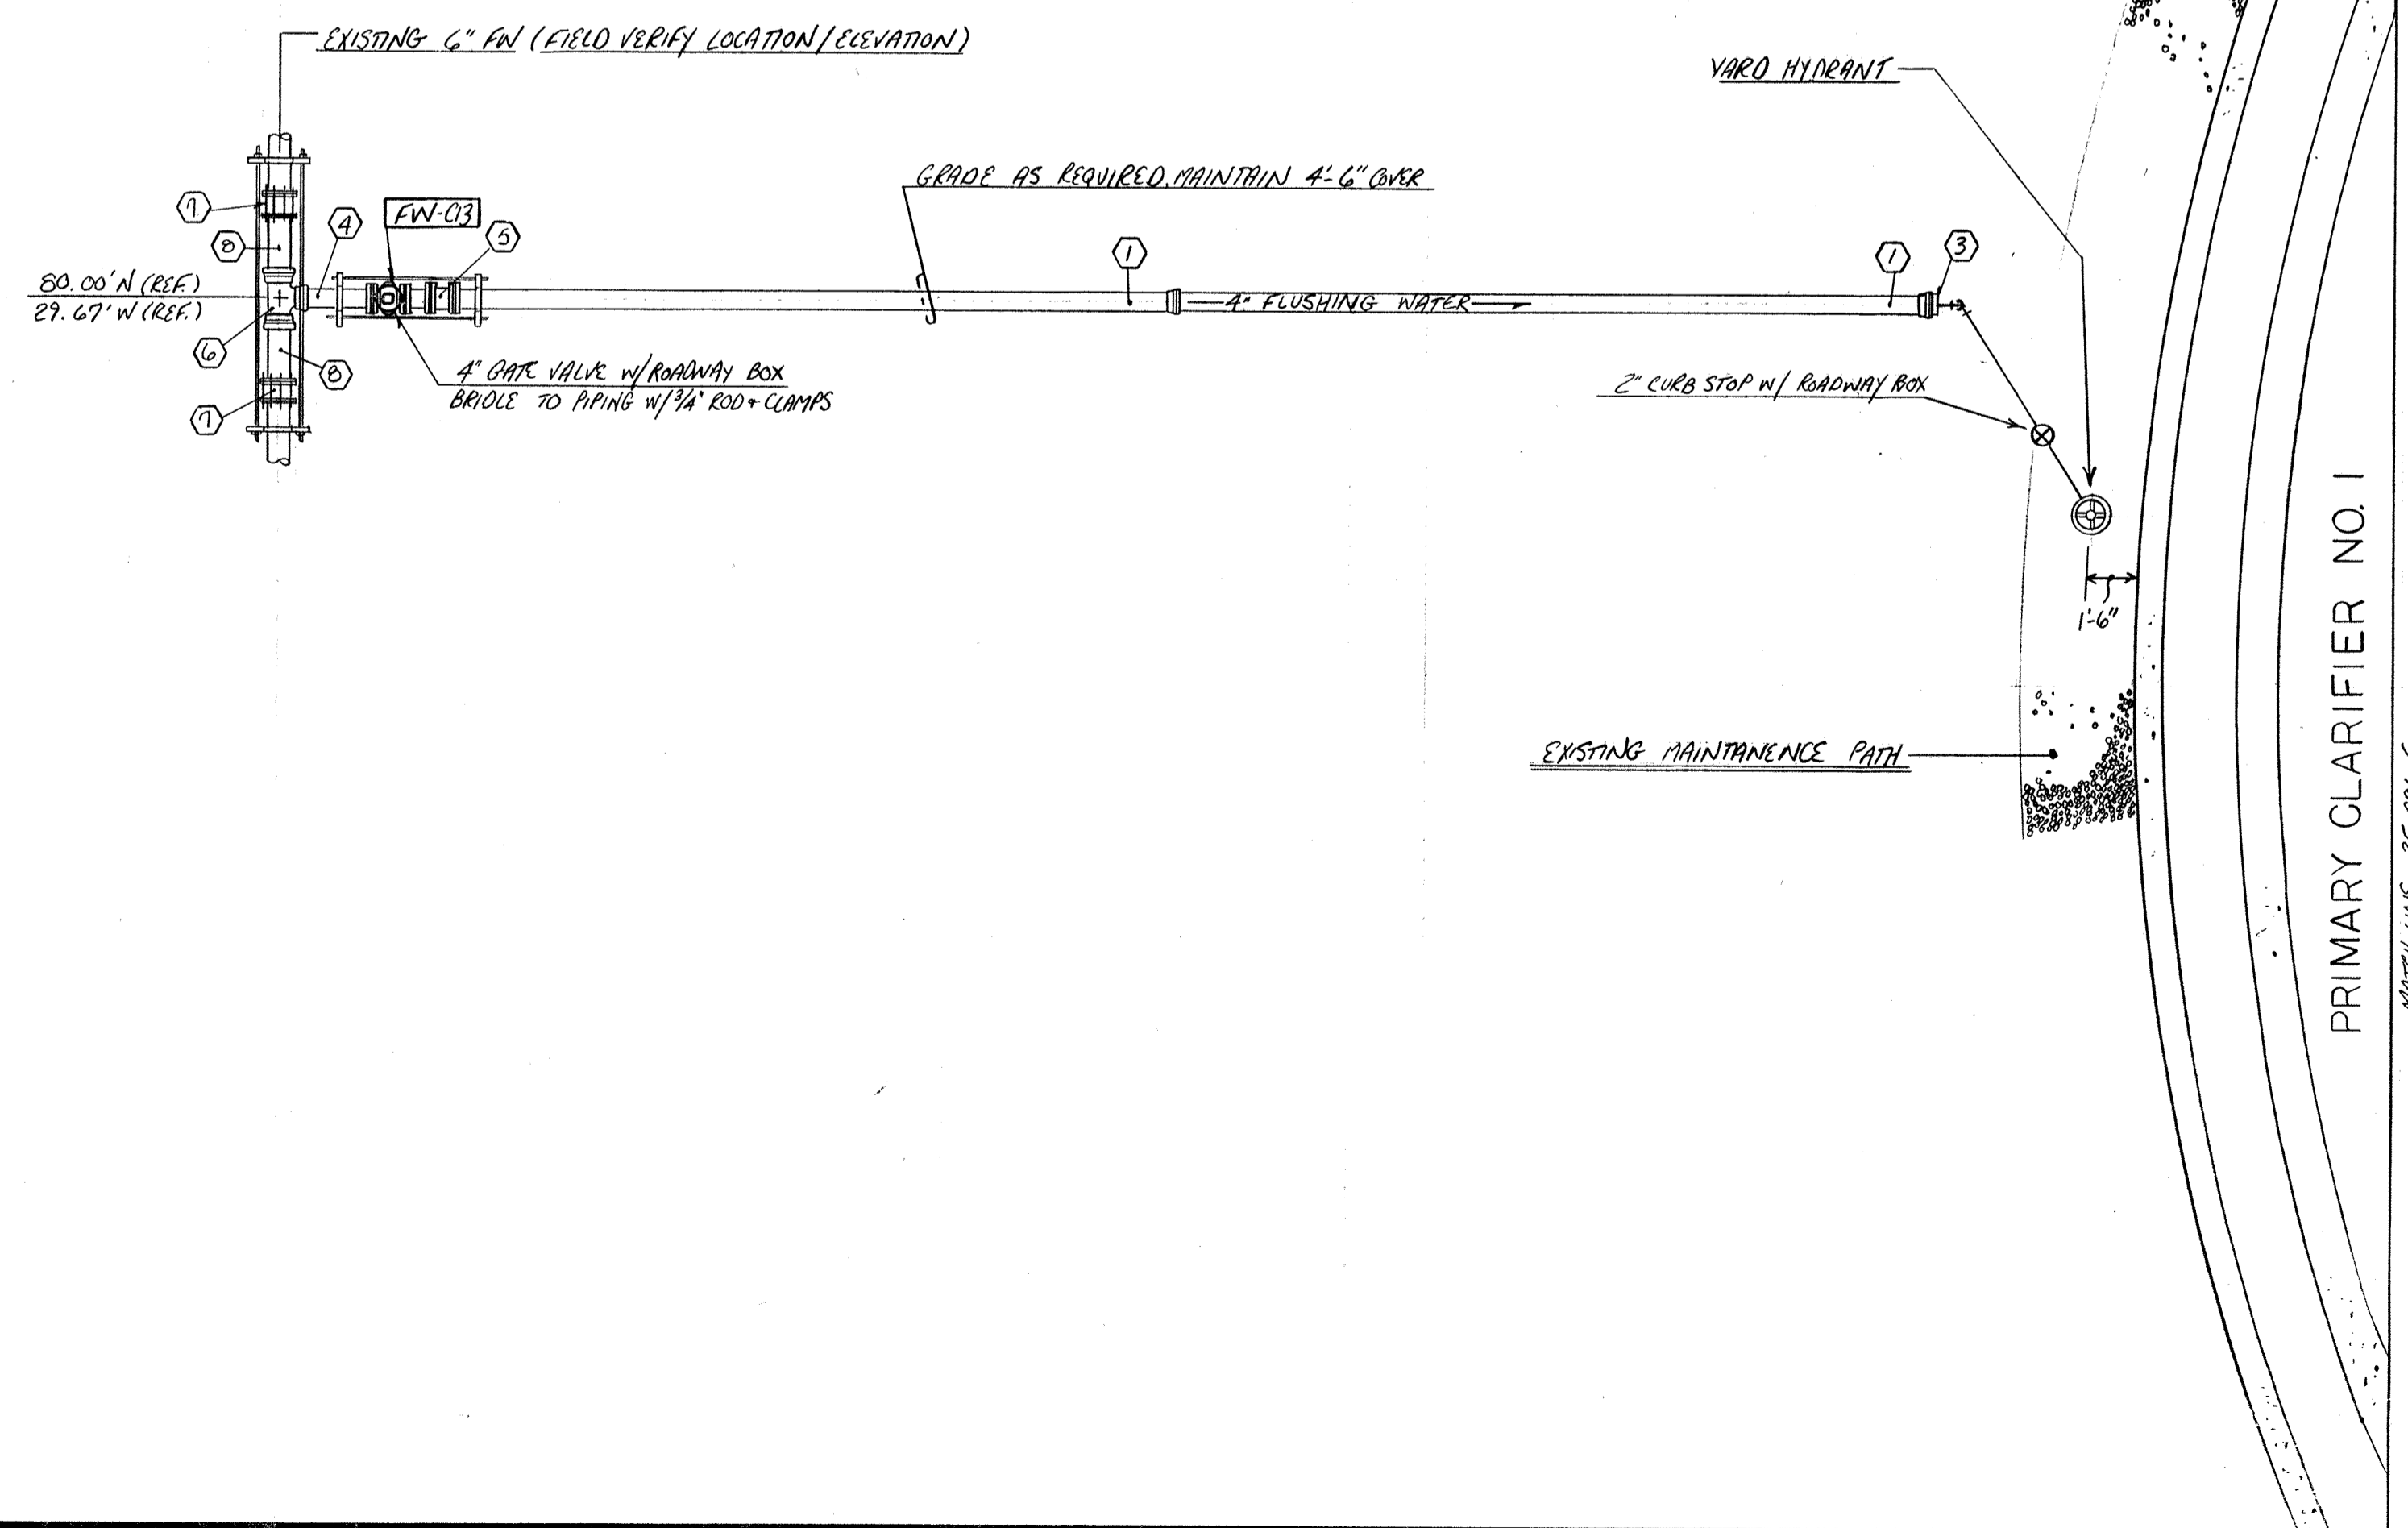 EXISTING 6" FW (FIELD VERIFY LOCATION/ELEVATION)
YARD HYDRANT
GRADE AS REQUIRED, MAINTAIN 4'-6" COVER
7
8
4
FW-C13
5
1
1
3
80.00' N (REF.)
29.67' W (REF.)
4" FLUSHING WATER
6
8
7
4" GATE VALVE W/ROADWAY BOX
BRIDLE TO PIPING W/ 3/4" ROD & CLAMPS
2" CURB STOP W/ ROADWAY BOX
1'-6"
EXISTING MAINTANENCE PATH
PRIMARY CLARIFIER NO. 1